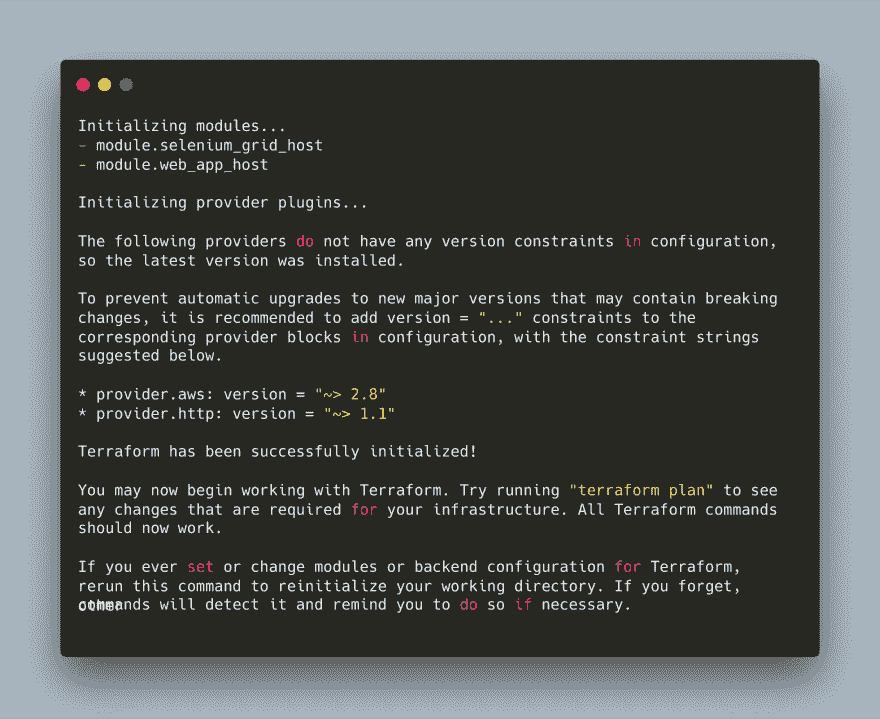 Initializing modules...
- module.selenium_grid_host
- module.web_app_host
Initializing provider plugins...
The following providers do not have any version constraints in configuration,
so the latest version was installed.
To prevent automatic upgrades to new major versions that may contain breaking
changes, it is recommended to add version = "..." constraints to the
corresponding provider blocks in configuration, with the constraint strings
suggested below.
* provider.aws: version = "~> 2.8"
* provider.http: version = "~> 1.1"
Terraform has been successfully initialized!
You may now begin working with Terraform. Try running "terraform plan" to see
any changes that are required for your infrastructure. All Terraform commands
should now work.
If you ever set or change modules or backend configuration for Terraform,
rerun this command to reinitialize your working directory. If you forget,
other commands will detect it and remind you to do so if necessary.